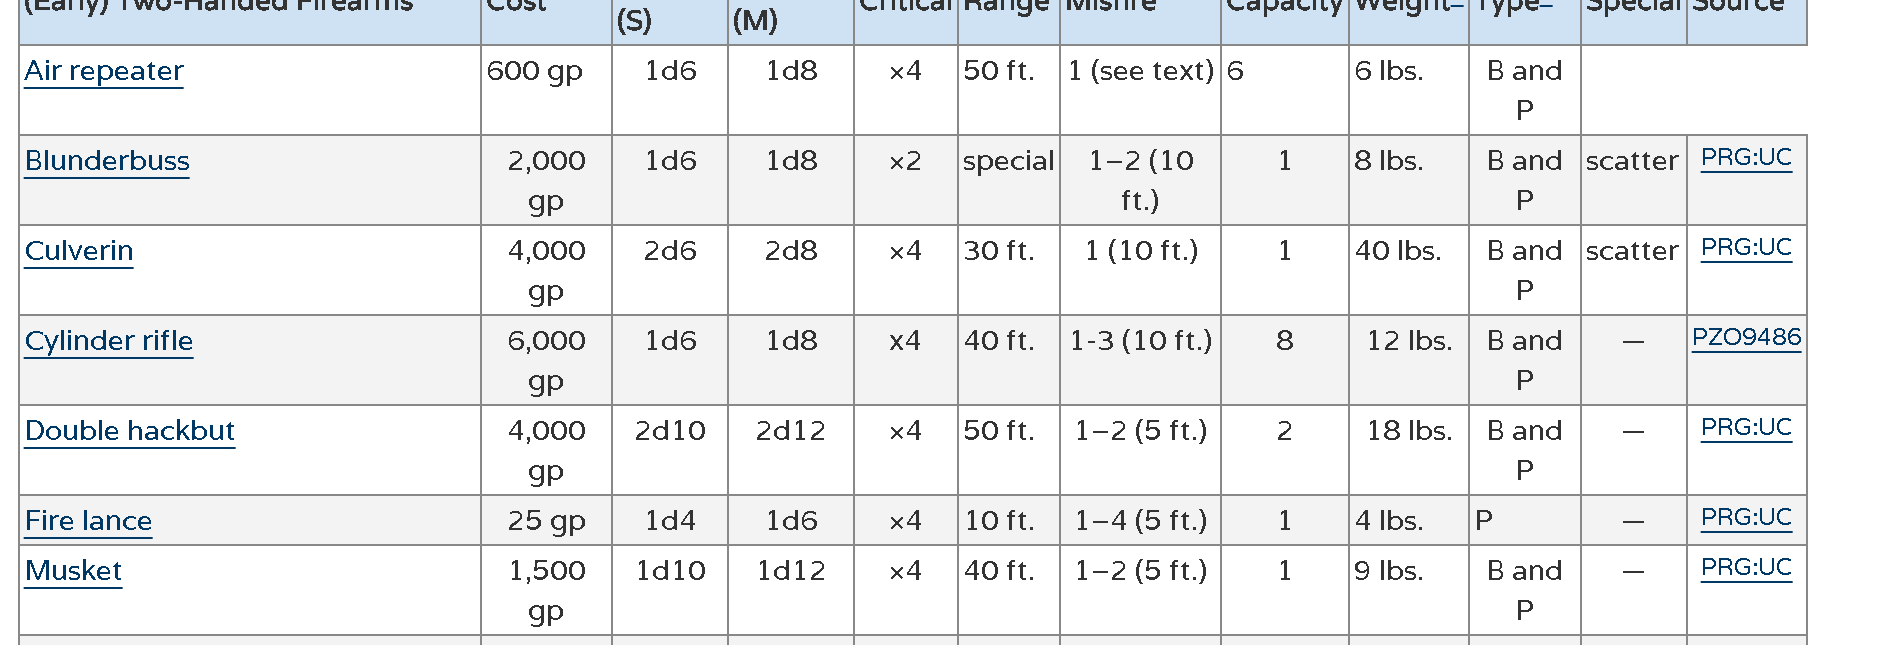 (Early) Two-Handed Firearms Cost Critical Range Misfire Capacity Weight Type Special Source
(S) (M)
Air repeater 600 gp 1d6 1d8 ×4 50 ft. 1 (see text) 6 6 lbs. B and
P
Blunderbuss 2,000 1d6 1d8 ×2 special 1–2 (10 1 8 lbs. B and scatter PRG:UC
gp ft.) P
Culverin 4,000 2d6 2d8 ×4 30 ft. 1 (10 ft.) 1 40 lbs. B and scatter PRG:UC
gp P
Cylinder rifle 6,000 1d6 1d8 x4 40 ft. 1-3 (10 ft.) 8 12 lbs. B and — PZO9486
gp P
Double hackbut 4,000 2d10 2d12 ×4 50 ft. 1–2 (5 ft.) 2 18 lbs. B and — PRG:UC
gp P
Fire lance 25 gp 1d4 1d6 ×4 10 ft. 1–4 (5 ft.) 1 4 lbs. P — PRG:UC
Musket 1,500 1d10 1d12 ×4 40 ft. 1–2 (5 ft.) 1 9 lbs. B and — PRG:UC
gp P